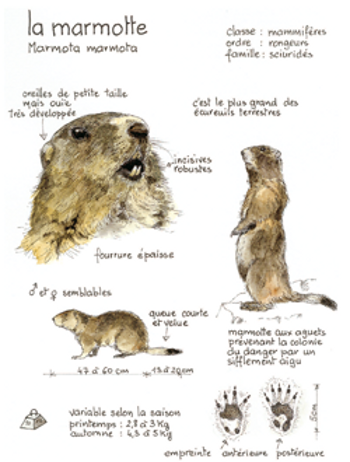 la marmotte
Marmota marmota
classe : mammifères
ordre : rongeurs
famille : sciuridés
oreilles de petite taille
mais ouïe
très développée
c'est le plus grand des
écureuils terrestres
incisives
robustes
fourrure épaisse
♂ et ♀ semblables
queue courte
et velue
47 à 60 cm
13 à 20 cm
marmotte aux aguets
prévenant la colonie
du danger par un
sifflement aigu
variable selon la saison
printemps : 2,8 à 3 kg
automne : 4,3 à 5 kg
5cm
empreinte antérieure postérieure